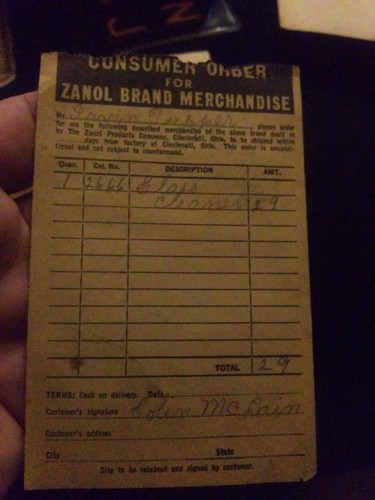 CONSUMER ORDER
FOR
ZANOL BRAND MERCHANDISE
Mr. Irwin Tupper, please order
for me the following described merchandise of the above brand dealt in
by The Zanol Products Company, Cincinnati, Ohio, to be shipped within
days from factory at Cincinnati, Ohio. This order is uncondi-
tional and not subject to countermand.
Quan. Cat. No. DESCRIPTION AMT.
1 2666 Glass
Cleaner 29
TOTAL 29
TERMS: Cash on delivery. Date
Customer's signature Colin McLain
Customer's address
City State
Slip to be retained and signed by customer.